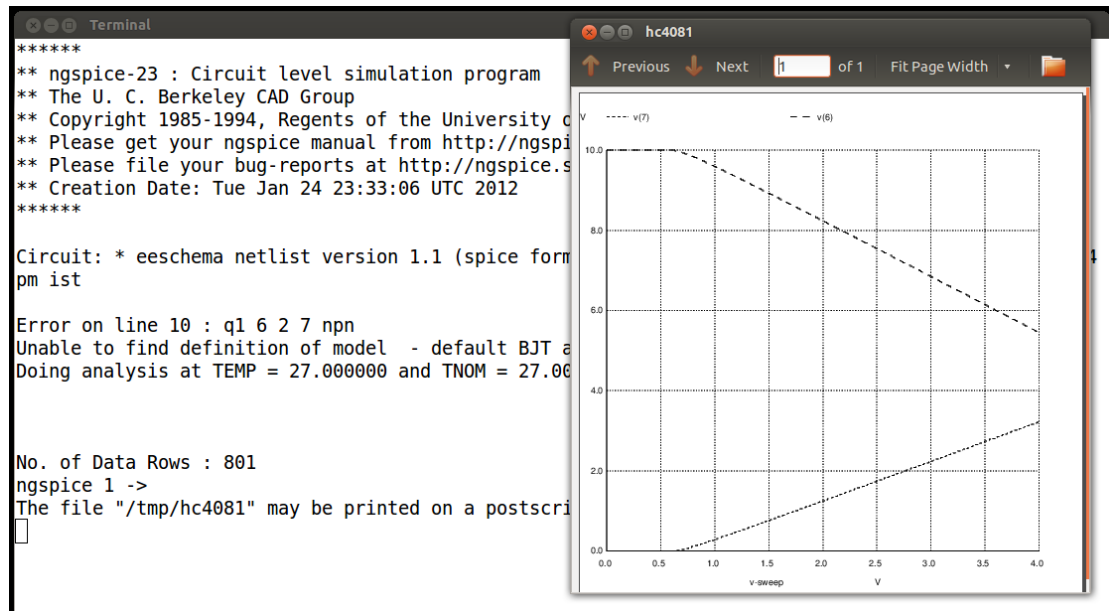 Terminal
******
** ngspice-23 : Circuit level simulation program
** The U. C. Berkeley CAD Group
** Copyright 1985-1994, Regents of the University o
** Please get your ngspice manual from http://ngspi
** Please file your bug-reports at http://ngspice.s
** Creation Date: Tue Jan 24 23:33:06 UTC 2012
******
Circuit: * eeschema netlist version 1.1 (spice form
4
pm ist
Error on line 10 : q1 6 2 7 npn
Unable to find definition of model  - default BJT a
Doing analysis at TEMP = 27.000000 and TNOM = 27.00
No. of Data Rows : 801
ngspice 1 ->
The file "/tmp/hc4081" may be printed on a postscri
hc4081
Previous Next 1 of 1 Fit Page Width
V v(7) v(6)
10.0
8.0
6.0
4.0
2.0
0.0
0.0 0.5 1.0 1.5 2.0 2.5 3.0 3.5 4.0
v-sweep V